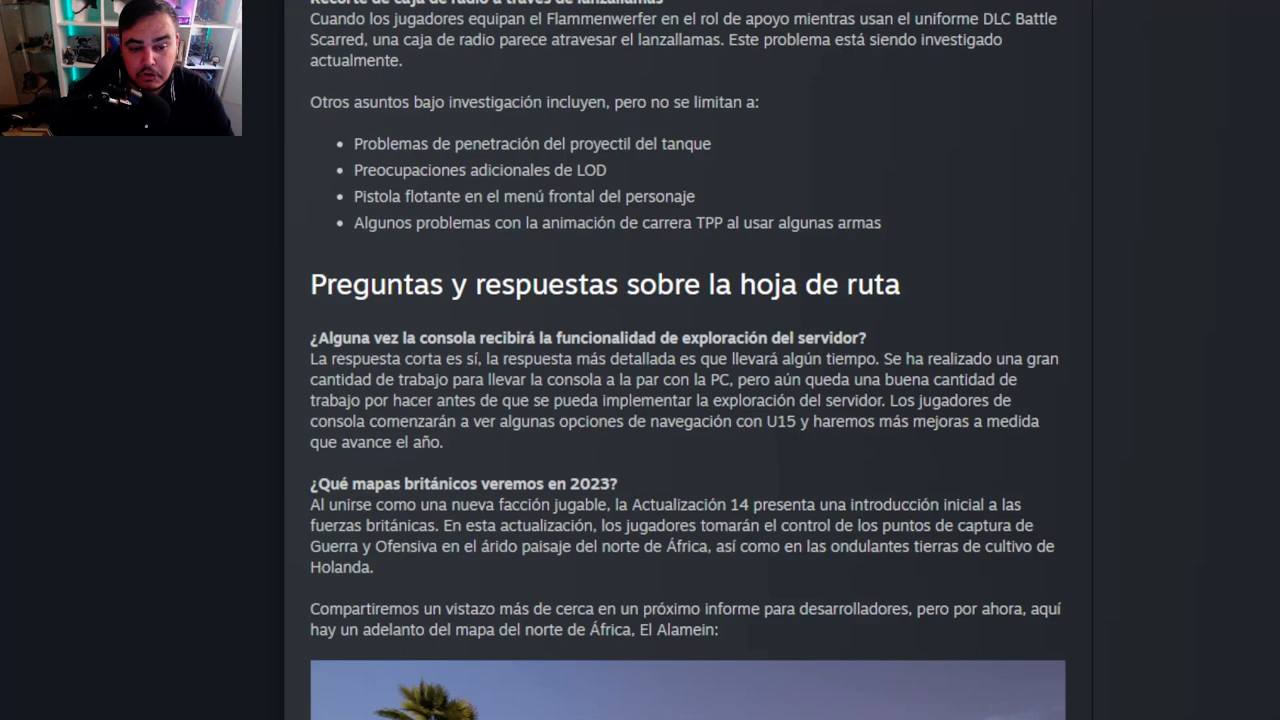 Recorte de caja de radio a través de lanzallamas
Cuando los jugadores equipan el Flammenwerfer en el rol de apoyo mientras usan el uniforme DLC Battle
Scarred, una caja de radio parece atravesar el lanzallamas. Este problema está siendo investigado
actualmente.
Otros asuntos bajo investigación incluyen, pero no se limitan a:
• Problemas de penetración del proyectil del tanque
• Preocupaciones adicionales de LOD
• Pistola flotante en el menú frontal del personaje
• Algunos problemas con la animación de carrera TPP al usar algunas armas
Preguntas y respuestas sobre la hoja de ruta
¿Alguna vez la consola recibirá la funcionalidad de exploración del servidor?
La respuesta corta es sí, la respuesta más detallada es que llevará algún tiempo. Se ha realizado una gran
cantidad de trabajo para llevar la consola a la par con la PC, pero aún queda una buena cantidad de
trabajo por hacer antes de que se pueda implementar la exploración del servidor. Los jugadores de
consola comenzarán a ver algunas opciones de navegación con U15 y haremos más mejoras a medida
que avance el año.
¿Qué mapas británicos veremos en 2023?
Al unirse como una nueva facción jugable, la Actualización 14 presenta una introducción inicial a las
fuerzas británicas. En esta actualización, los jugadores tomarán el control de los puntos de captura de
Guerra y Ofensiva en el árido paisaje del norte de África, así como en las ondulantes tierras de cultivo de
Holanda.
Compartiremos un vistazo más de cerca en un próximo informe para desarrolladores, pero por ahora, aquí
hay un adelanto del mapa del norte de África, El Alamein: